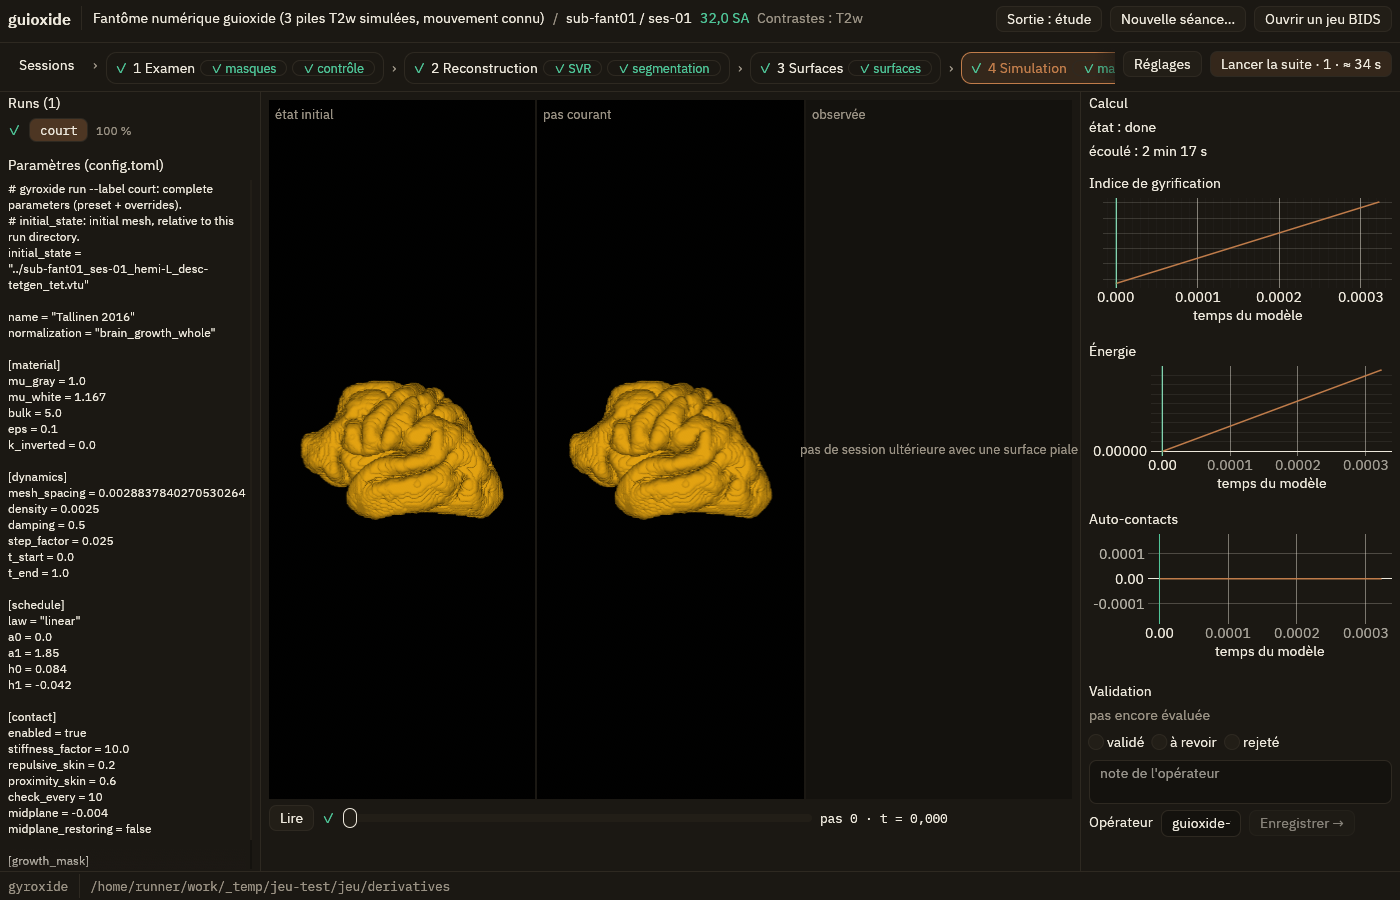 guioxide
Fantôme numérique guioxide (3 piles T2w simulées, mouvement connu) / sub-fant01 / ses-01 32,0 SA Contrastes : T2w
Sortie : étude
Nouvelle séance...
Ouvrir un jeu BIDS
Sessions › ✓ 1 Examen ✓ masques ✓ contrôle › ✓ 2 Reconstruction ✓ SVR ✓ segmentation › ✓ 3 Surfaces ✓ surfaces › ✓ 4 Simulation ✓ ma
Réglages
Lancer la suite · 1 · ≈ 34 s
Runs (1)
✓ court 100 %
Paramètres (config.toml)
# gyroxide run --label court: complete
parameters (preset + overrides).
# initial_state: initial mesh, relative to this
run directory.
initial_state =
"../sub-fant01_ses-01_hemi-L_desc-
tetgen_tet.vtu"
name = "Tallinen 2016"
normalization = "brain_growth_whole"
[material]
mu_gray = 1.0
mu_white = 1.167
bulk = 5.0
eps = 0.1
k_inverted = 0.0
[dynamics]
mesh_spacing = 0.0028837840270530264
density = 0.0025
damping = 0.5
step_factor = 0.025
t_start = 0.0
t_end = 1.0
[schedule]
law = "linear"
a0 = 0.0
a1 = 1.85
h0 = 0.084
h1 = -0.042
[contact]
enabled = true
stiffness_factor = 10.0
repulsive_skin = 0.2
proximity_skin = 0.6
check_every = 10
midplane = -0.004
midplane_restoring = false
[growth_mask]
état initial
pas courant
observée
pas de session ultérieure avec une surface piale
Lire ✓ pas 0 · t = 0,000
Calcul
état : done
écoulé : 2 min 17 s
Indice de gyrification
0.000 0.0001 0.0002 0.0003
temps du modèle
Énergie
0.00000
0.00 0.0001 0.0002 0.0003
temps du modèle
Auto-contacts
0.0001
0.00
-0.0001
0.00 0.0001 0.0002 0.0003
temps du modèle
Validation
pas encore évaluée
validé à revoir rejeté
note de l'opérateur
Opérateur guioxide- Enregistrer →
gyroxide /home/runner/work/_temp/jeu-test/jeu/derivatives